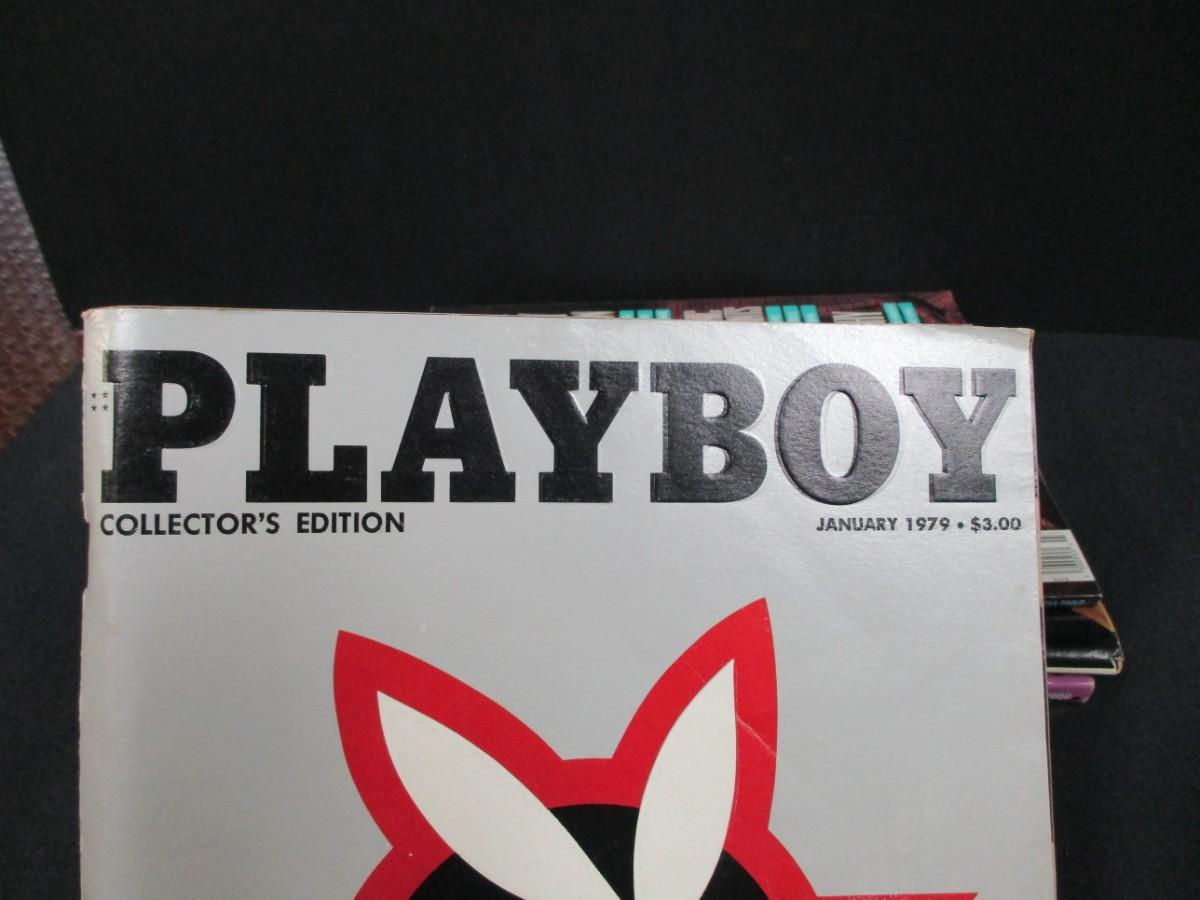 PLAYBOY
COLLECTOR'S EDITION
JANUARY 1979 • $3.00